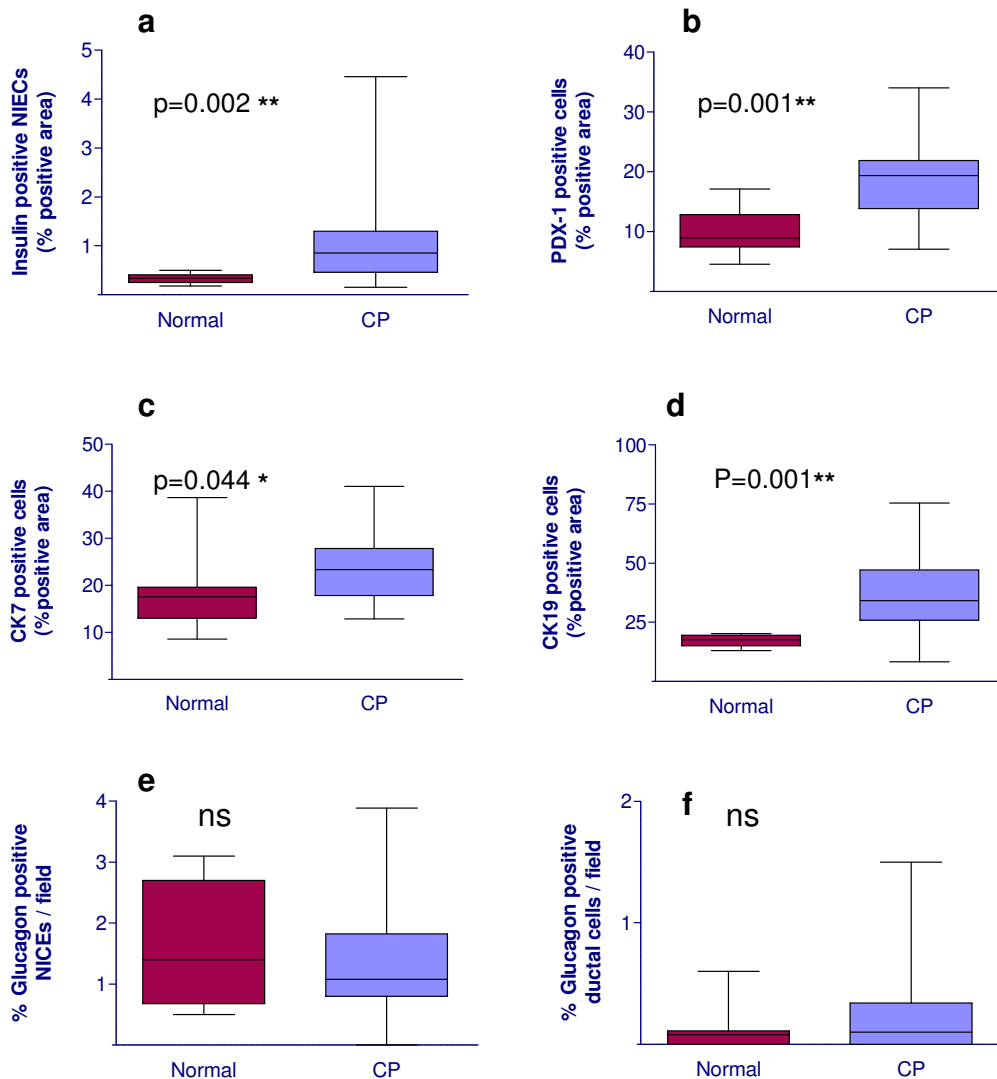 a
Insulin positive NIECs
(% positive area)
5
4
3
2
1
p=0.002 **
Normal
CP
b
PDX-1 positive cells
(% positive area)
40
30
20
10
p=0.001**
Normal
CP
c
CK7 positive cells
(%positive area)
50
40
30
20
10
p=0.044 *
Normal
CP
d
CK19 positive cells
(%positive area)
100
75
50
25
P=0.001**
Normal
CP
e
% Glucagon positive
NICEs / field
4
3
2
1
ns
Normal
CP
f
% Glucagon positive
ductal cells / field
2
1
ns
Normal
CP